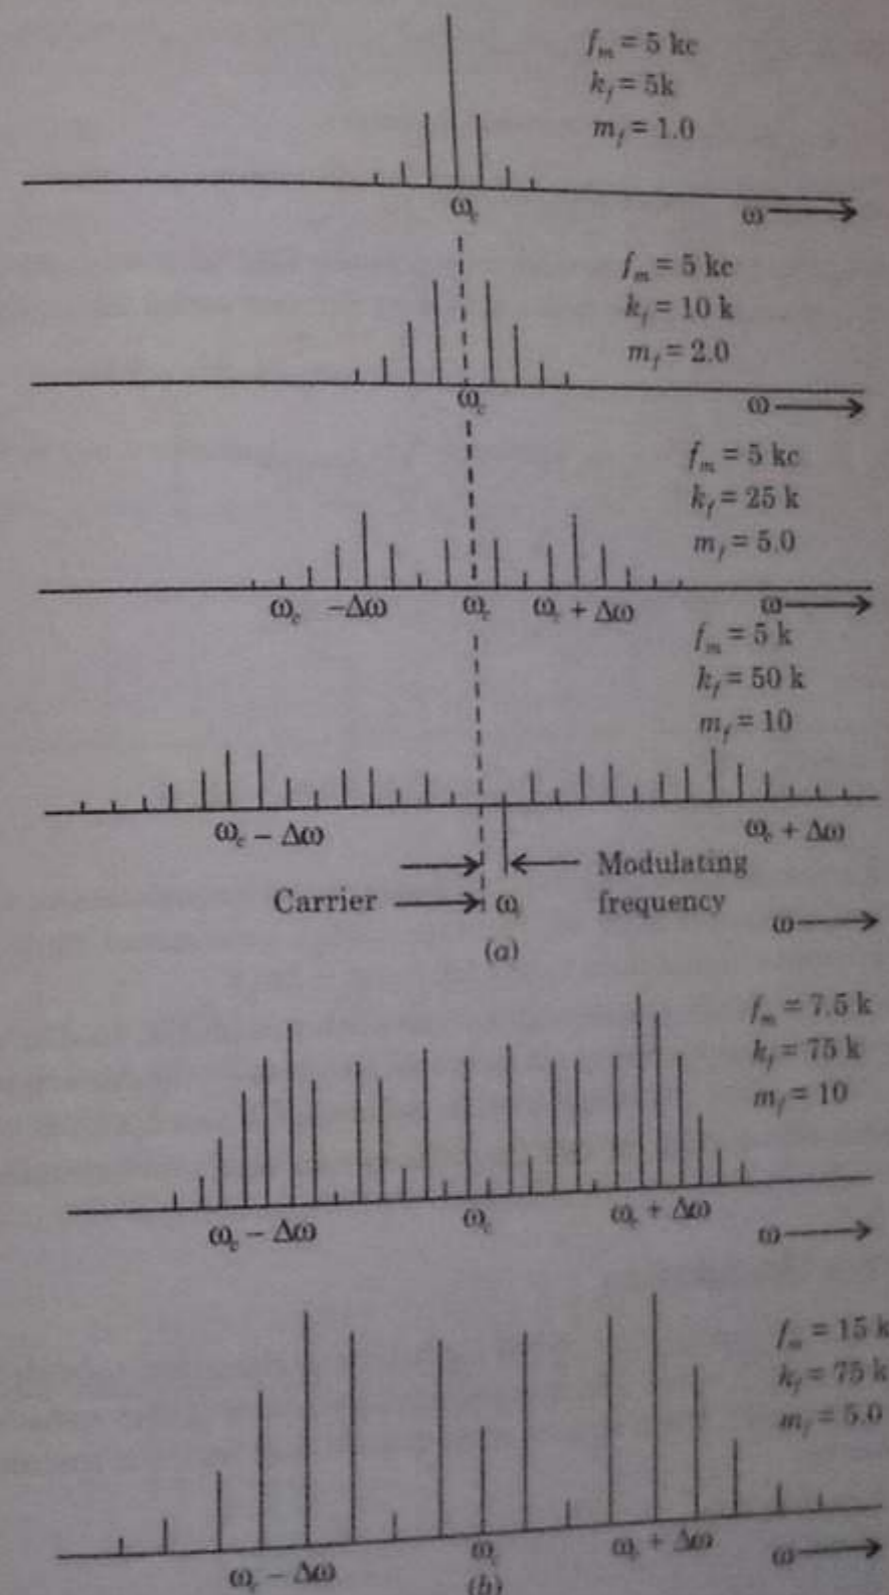 f_m = 5 kc
k_f = 5k
m_f = 1.0
ω_c ω
f_m = 5 kc
k_f = 10 k
m_f = 2.0
ω_c ω
f_m = 5 kc
k_f = 25 k
m_f = 5.0
ω_c - Δω ω_c ω_c + Δω ω
f_m = 5 k
k_f = 50 k
m_f = 10
ω_c - Δω ω_c + Δω
Modulating
Carrier ω_c frequency
ω
(a)
f_m = 7.5 k
k_f = 75 k
m_f = 10
ω_c - Δω ω_c ω_c + Δω ω
f_m = 15 k
k_f = 75 k
m_f = 5.0
ω_c - Δω ω_c ω_c + Δω ω
(b)